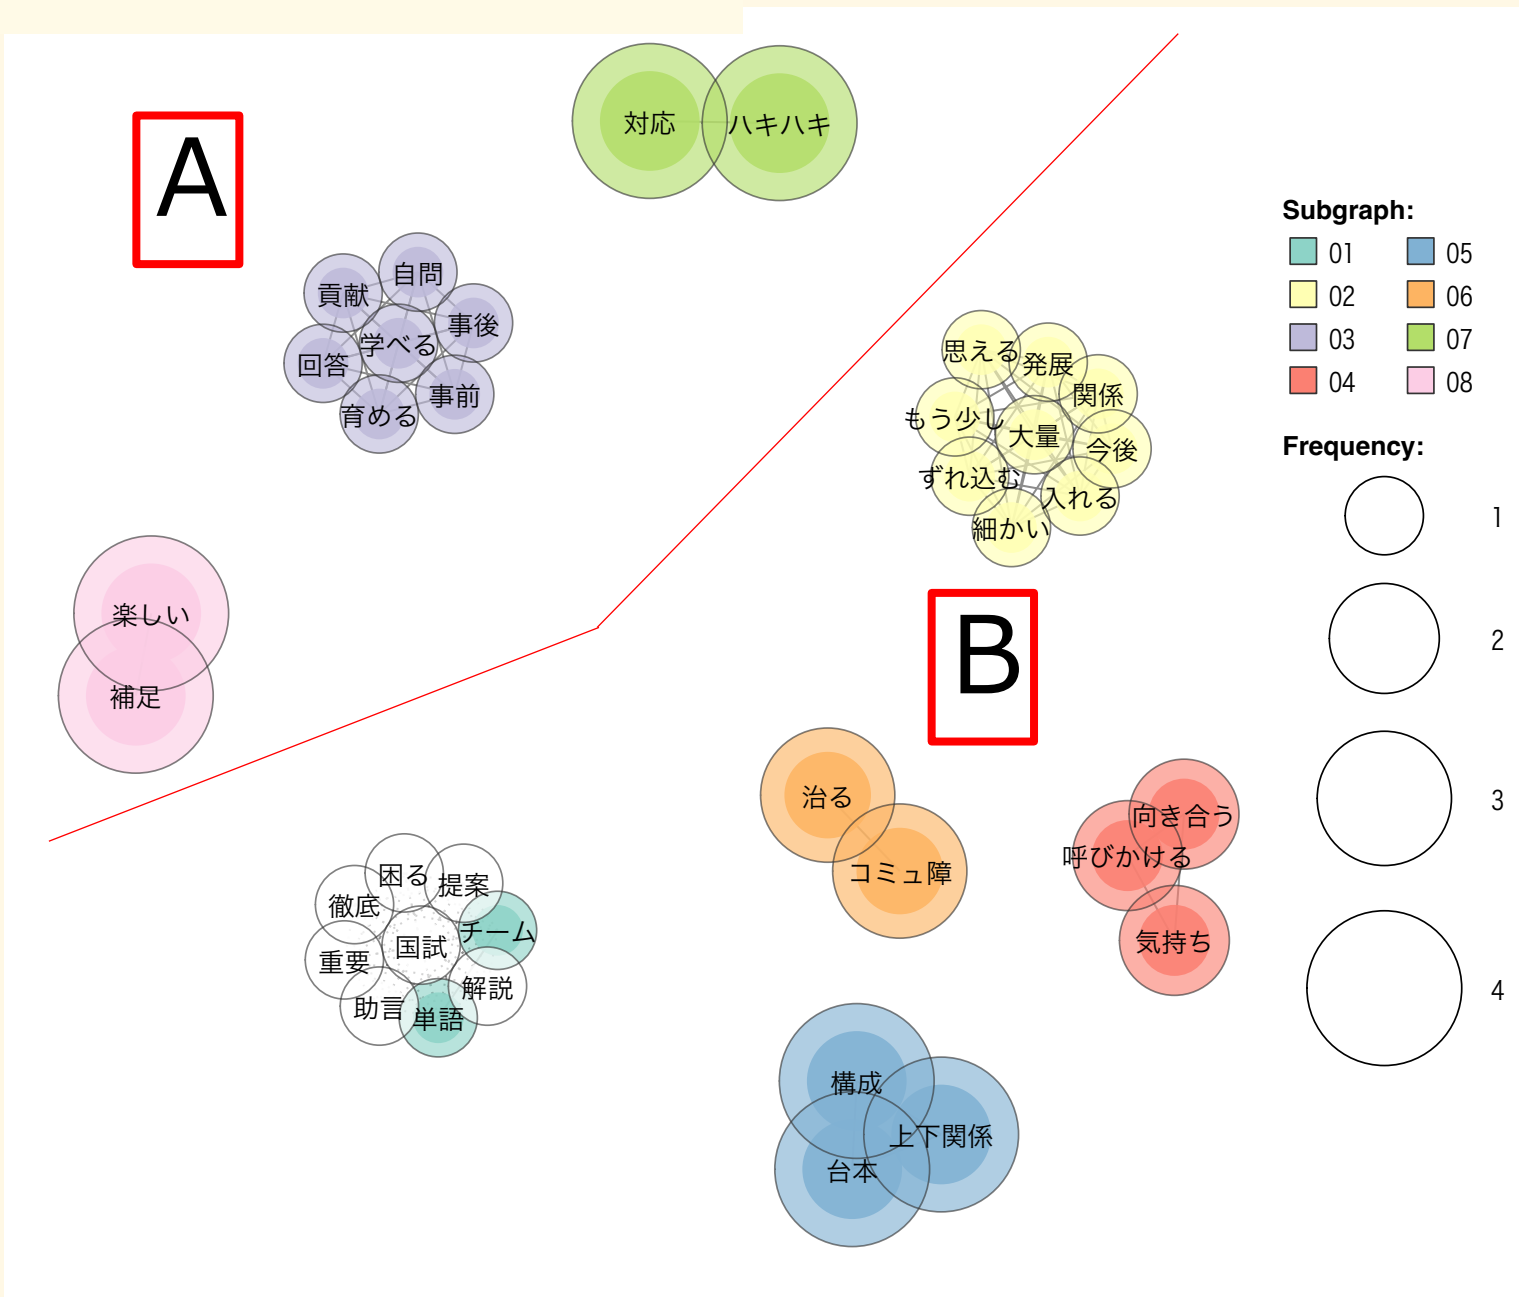 A
対応
ハキハキ
自問
貢献
事後
学べる
回答
事前
育める
楽しい
補足
思える
発展
関係
もう少し
大量
今後
ずれ込む
入れる
細かい
B
治る
コミュ障
向き合う
呼びかける
気持ち
困る
提案
徹底
チーム
国試
重要
解説
助言
単語
構成
上下関係
台本
Subgraph:
01 05
02 06
03 07
04 08
Frequency:
1
2
3
4